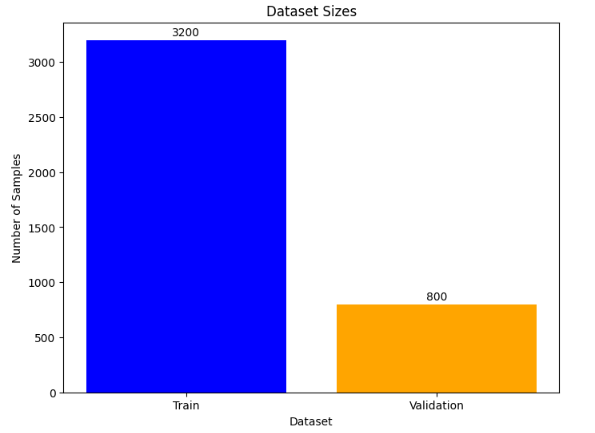 Dataset Sizes
3200
800
Number of Samples
3000
2500
2000
1500
1000
500
0
Train Validation
Dataset